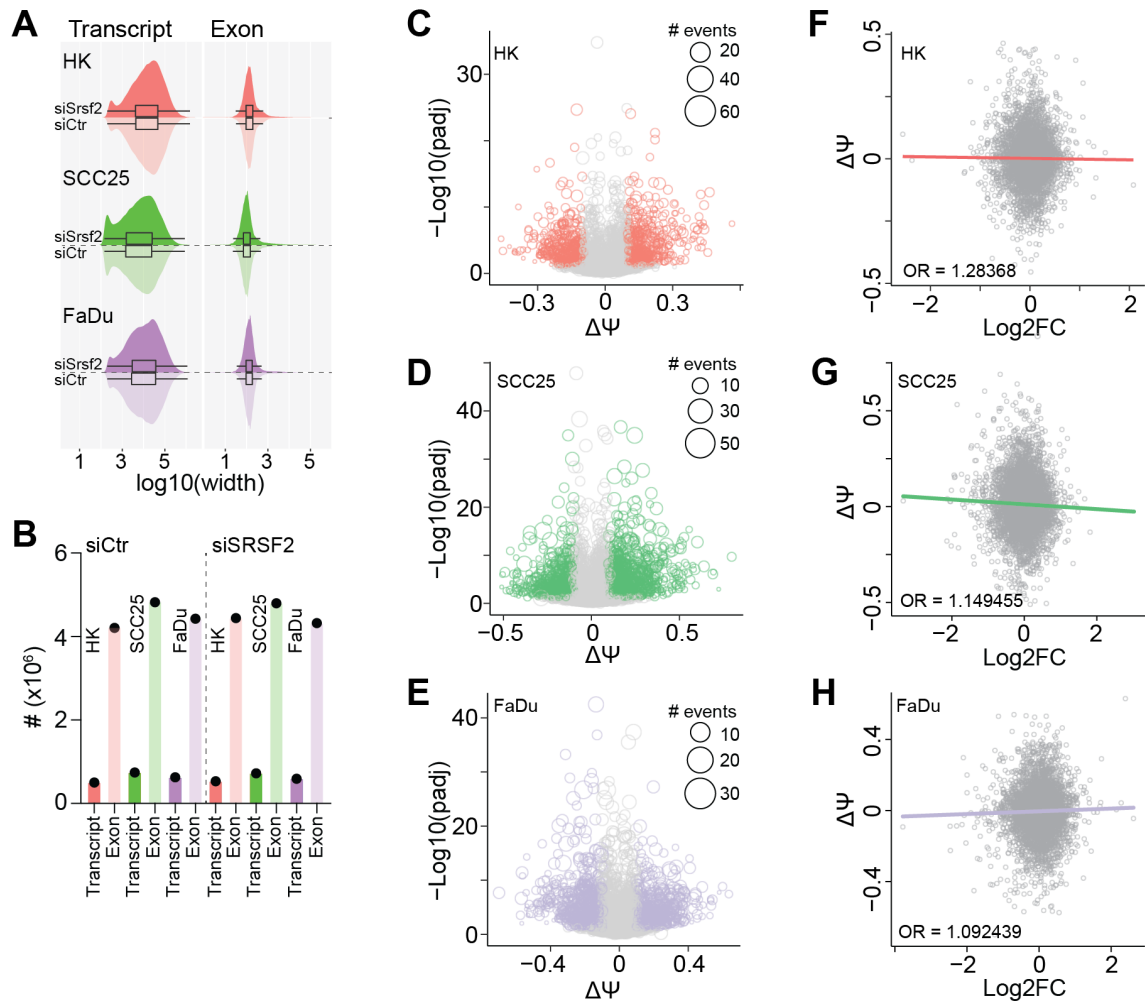 A
Transcript Exon
HK
siSrsf2
siCtr
SCC25
siSrsf2
siCtr
FaDu
siSrsf2
siCtr
1 3 5 1 3 5
log10(width)
B
siCtr siSRSF2
# (x10⁶)
6
4
2
0
HK SCC25 FaDu HK SCC25 FaDu
Transcript Exon Transcript Exon Transcript Exon Transcript Exon Transcript Exon Transcript Exon
C
HK
# events
20
40
60
−Log10(padj)
30
0
−0.3 0 0.3
ΔΨ
D
SCC25
# events
10
30
50
−Log10(padj)
40
20
0
−0.5 0 0.5
ΔΨ
E
FaDu
# events
10
20
30
−Log10(padj)
40
20
0
−0.4 0 0.4
ΔΨ
F
HK
ΔΨ
0.5
0
−0.5
OR = 1.28368
−2 0 2
Log2FC
G
SCC25
ΔΨ
0.5
0
−0.5
OR = 1.149455
−2 0 2
Log2FC
H
FaDu
ΔΨ
0.4
0
−0.4
OR = 1.092439
−2 0 2
Log2FC